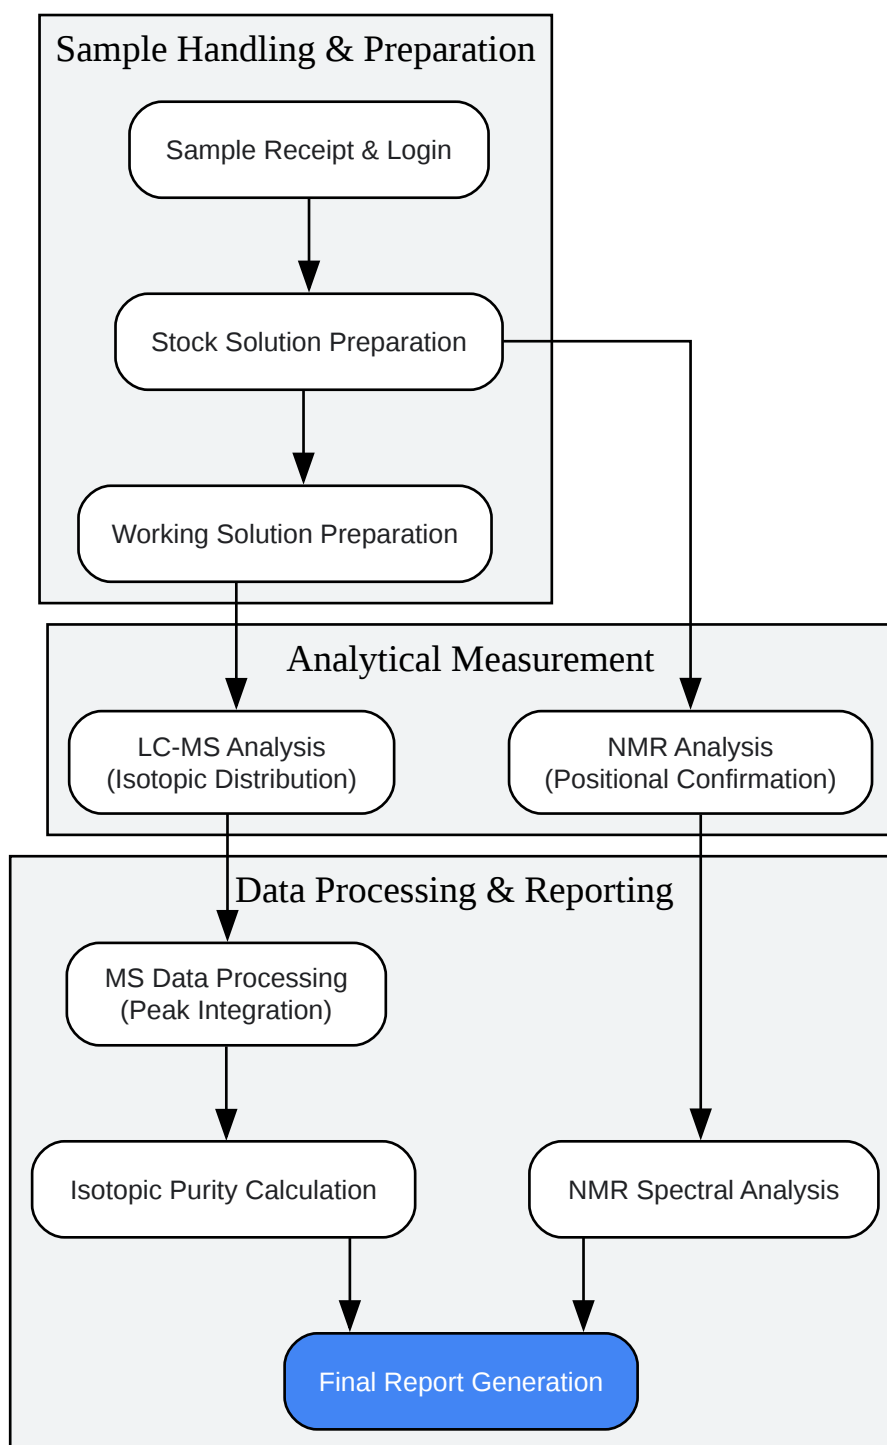 Sample Handling & Preparation
Sample Receipt & Login
Stock Solution Preparation
Working Solution Preparation
Analytical Measurement
LC-MS Analysis
(Isotopic Distribution)
NMR Analysis
(Positional Confirmation)
Data Processing & Reporting
MS Data Processing
(Peak Integration)
Isotopic Purity Calculation
NMR Spectral Analysis
Final Report Generation